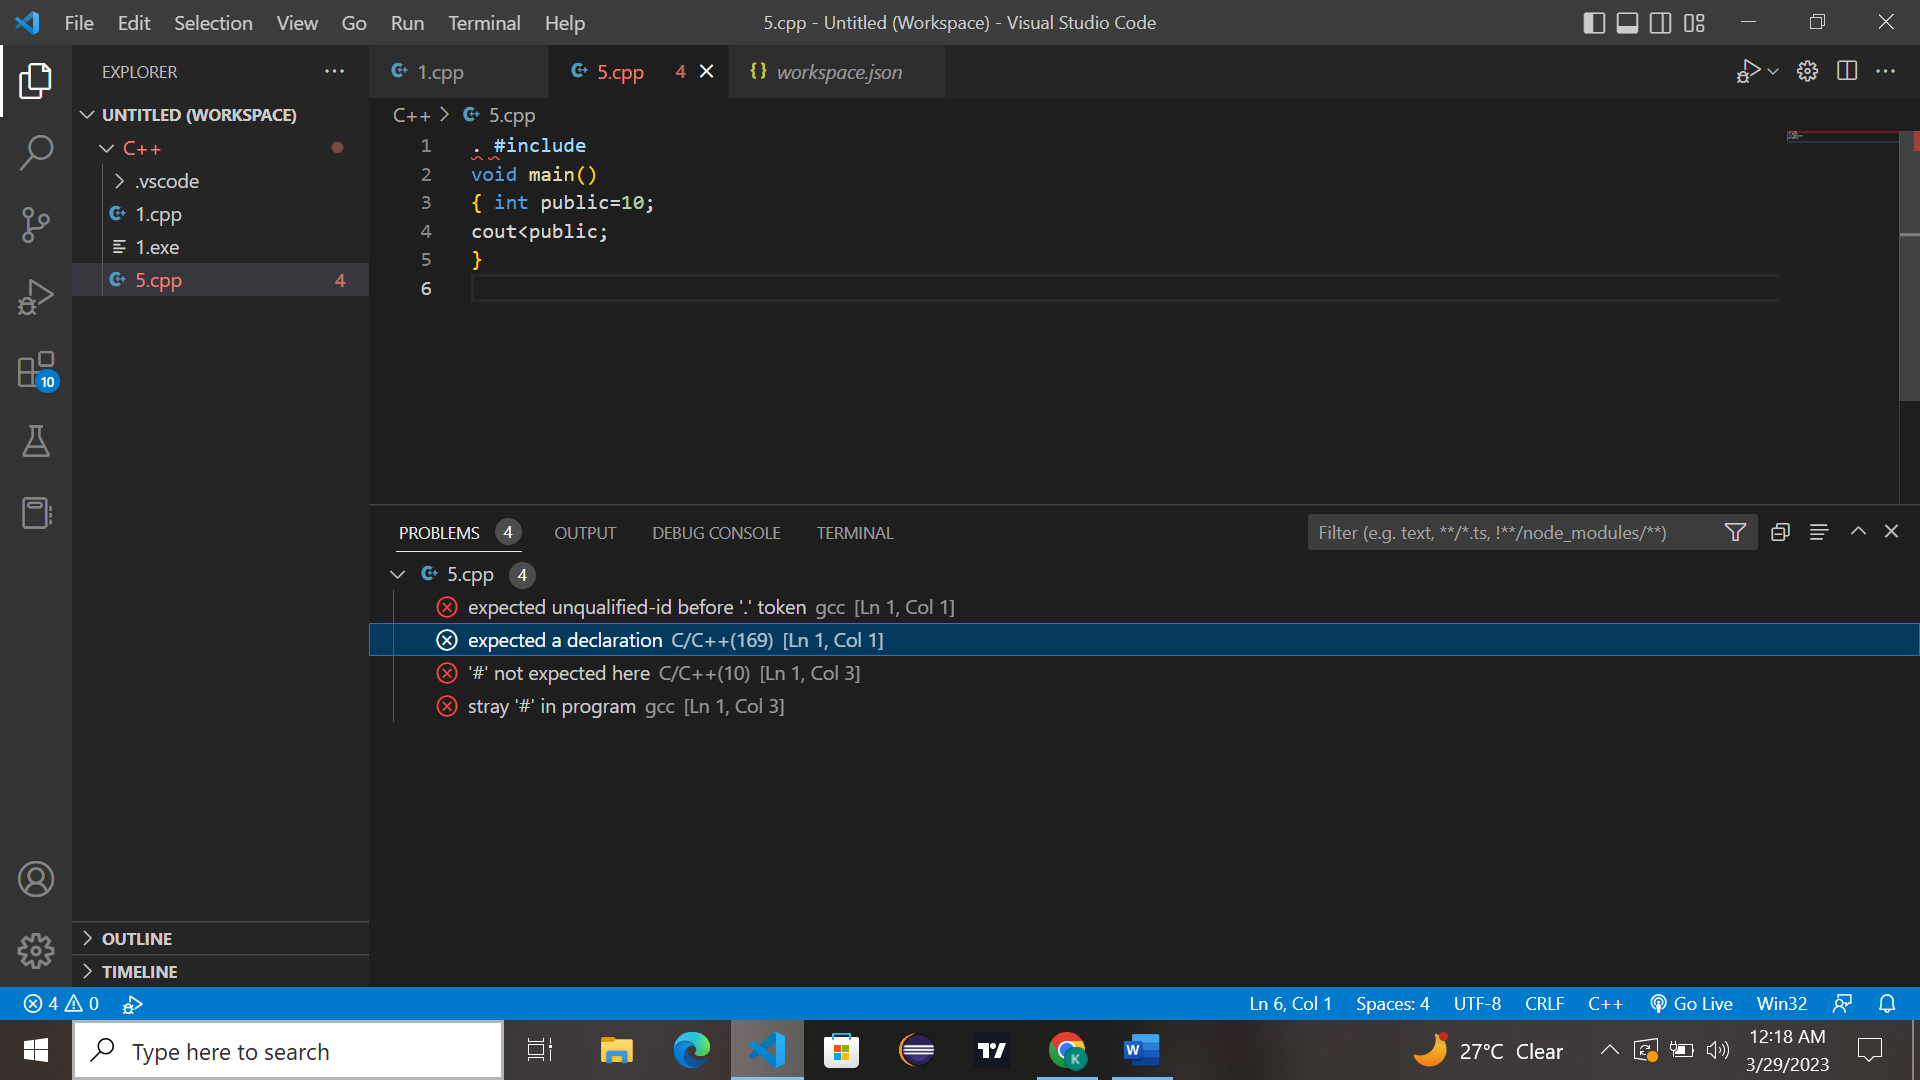 File Edit Selection View Go Run Terminal Help 5.cpp - Untitled (Workspace) - Visual Studio Code
EXPLORER
1.cpp 5.cpp 4 workspace.json
UNTITLED (WORKSPACE)
C++
.vscode
1.cpp
1.exe
5.cpp 4
10
OUTLINE
TIMELINE
C++ > 5.cpp
1 . #include
2 void main()
3 { int public=10;
4 cout<public;
5 }
6
PROBLEMS 4 OUTPUT DEBUG CONSOLE TERMINAL Filter (e.g. text, **/*.ts, !**/node_modules/**)
5.cpp 4
expected unqualified-id before '.' token gcc [Ln 1, Col 1]
expected a declaration C/C++(169) [Ln 1, Col 1]
'#' not expected here C/C++(10) [Ln 1, Col 3]
stray '#' in program gcc [Ln 1, Col 3]
4 0 Ln 6, Col 1 Spaces: 4 UTF-8 CRLF C++ Go Live Win32
Type here to search K W 27°C Clear 12:18 AM
3/29/2023